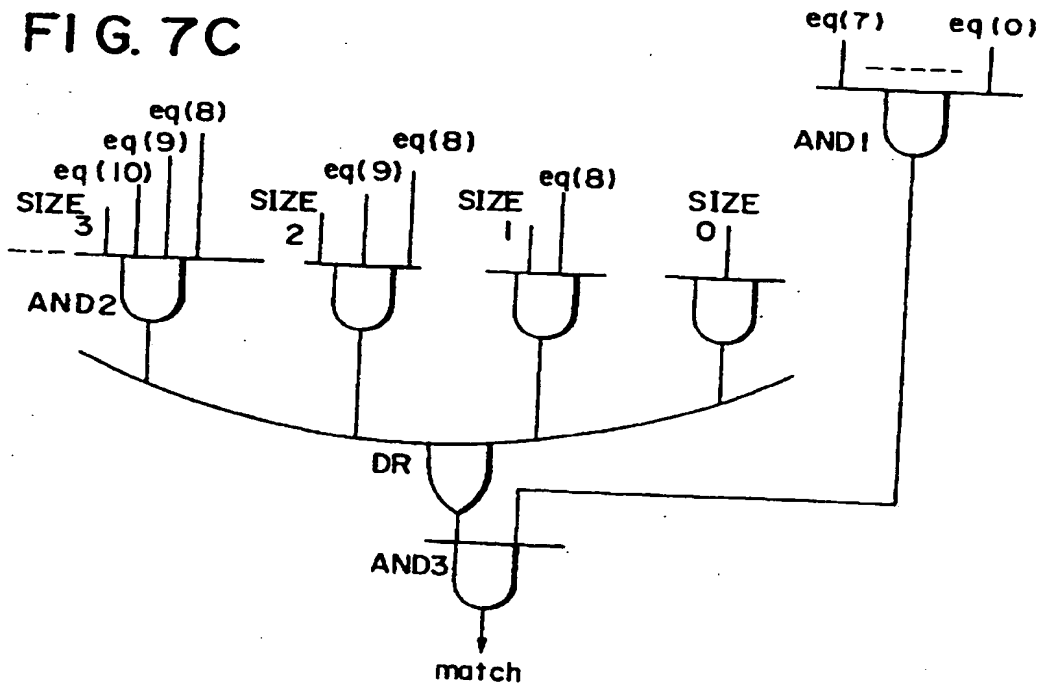 FIG. 7C
eq(7) eq(0)
AND1
eq(8)
eq(9)
eq(10)
SIZE
3
AND2
eq(8)
eq(9)
SIZE
2
eq(8)
SIZE
1
SIZE
0
DR
AND3
match